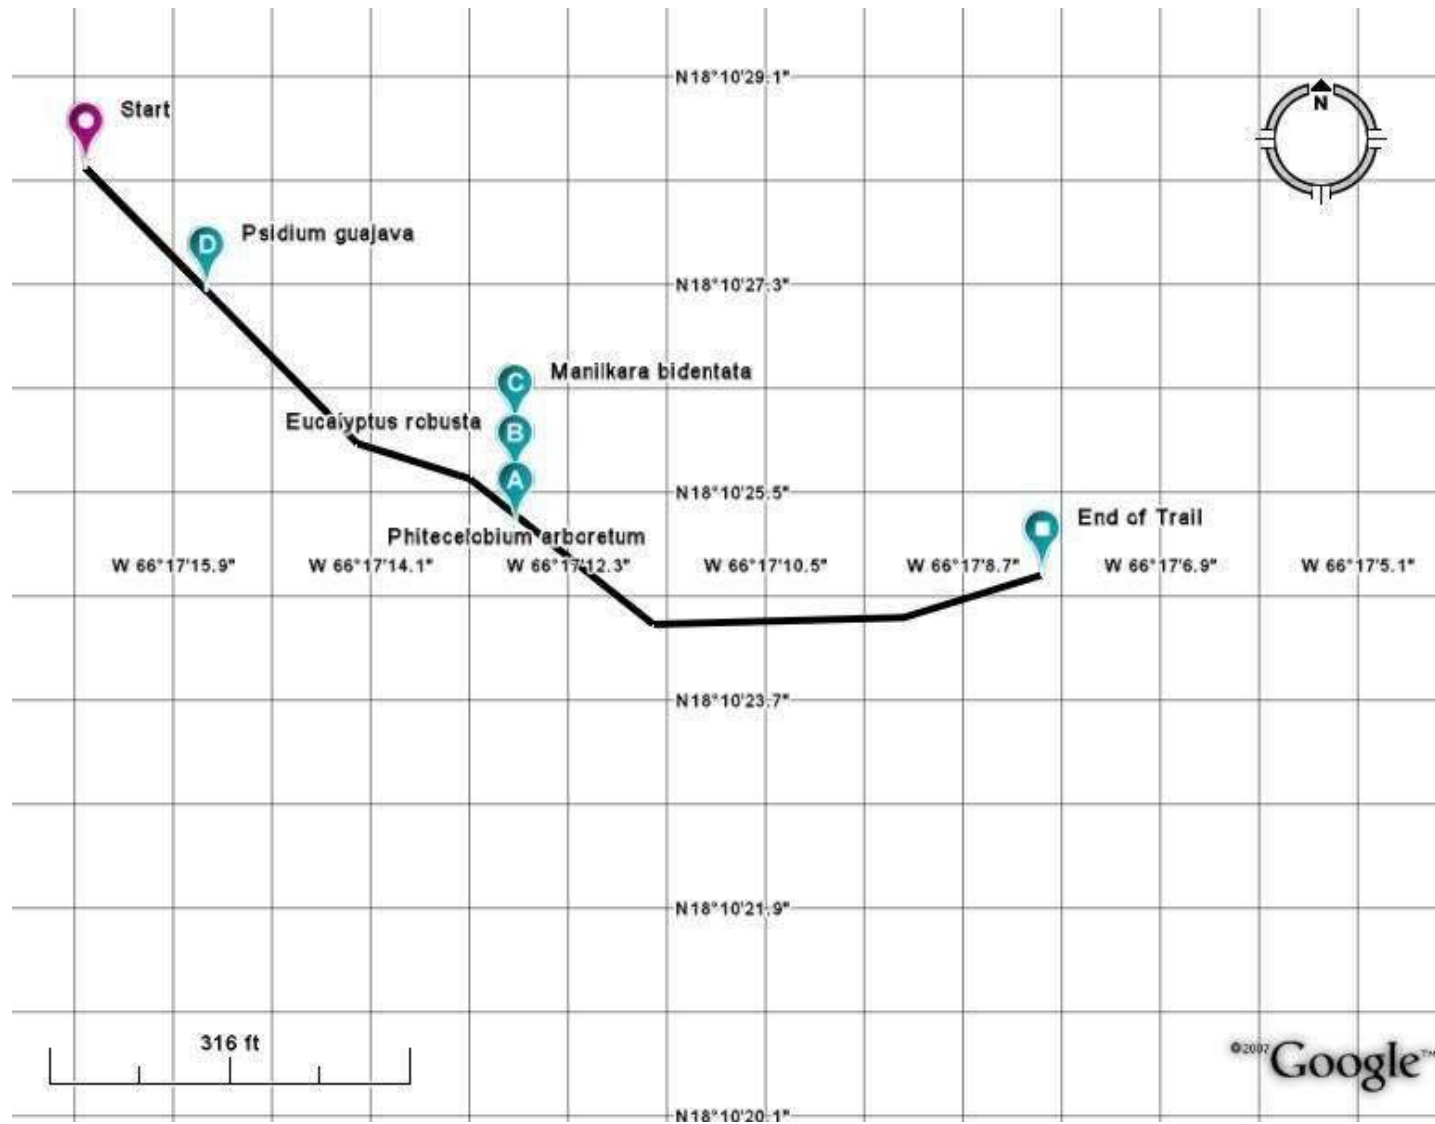 N18°10'29.1"
Start
N
D
Psidium guajava
N18°10'27.3"
C
Manilkara bidentata
Eucalyptus robusta
B
A
N18°10'25.5"
End of Trail
Phitecelobium arboretum
W 66°17'15.9"
W 66°17'14.1"
W 66°17'12.3"
W 66°17'10.5"
W 66°17'8.7"
W 66°17'6.9"
W 66°17'5.1"
N18°10'23.7"
N18°10'21.9"
316 ft
©2007 Google™
N18°10'20.1"